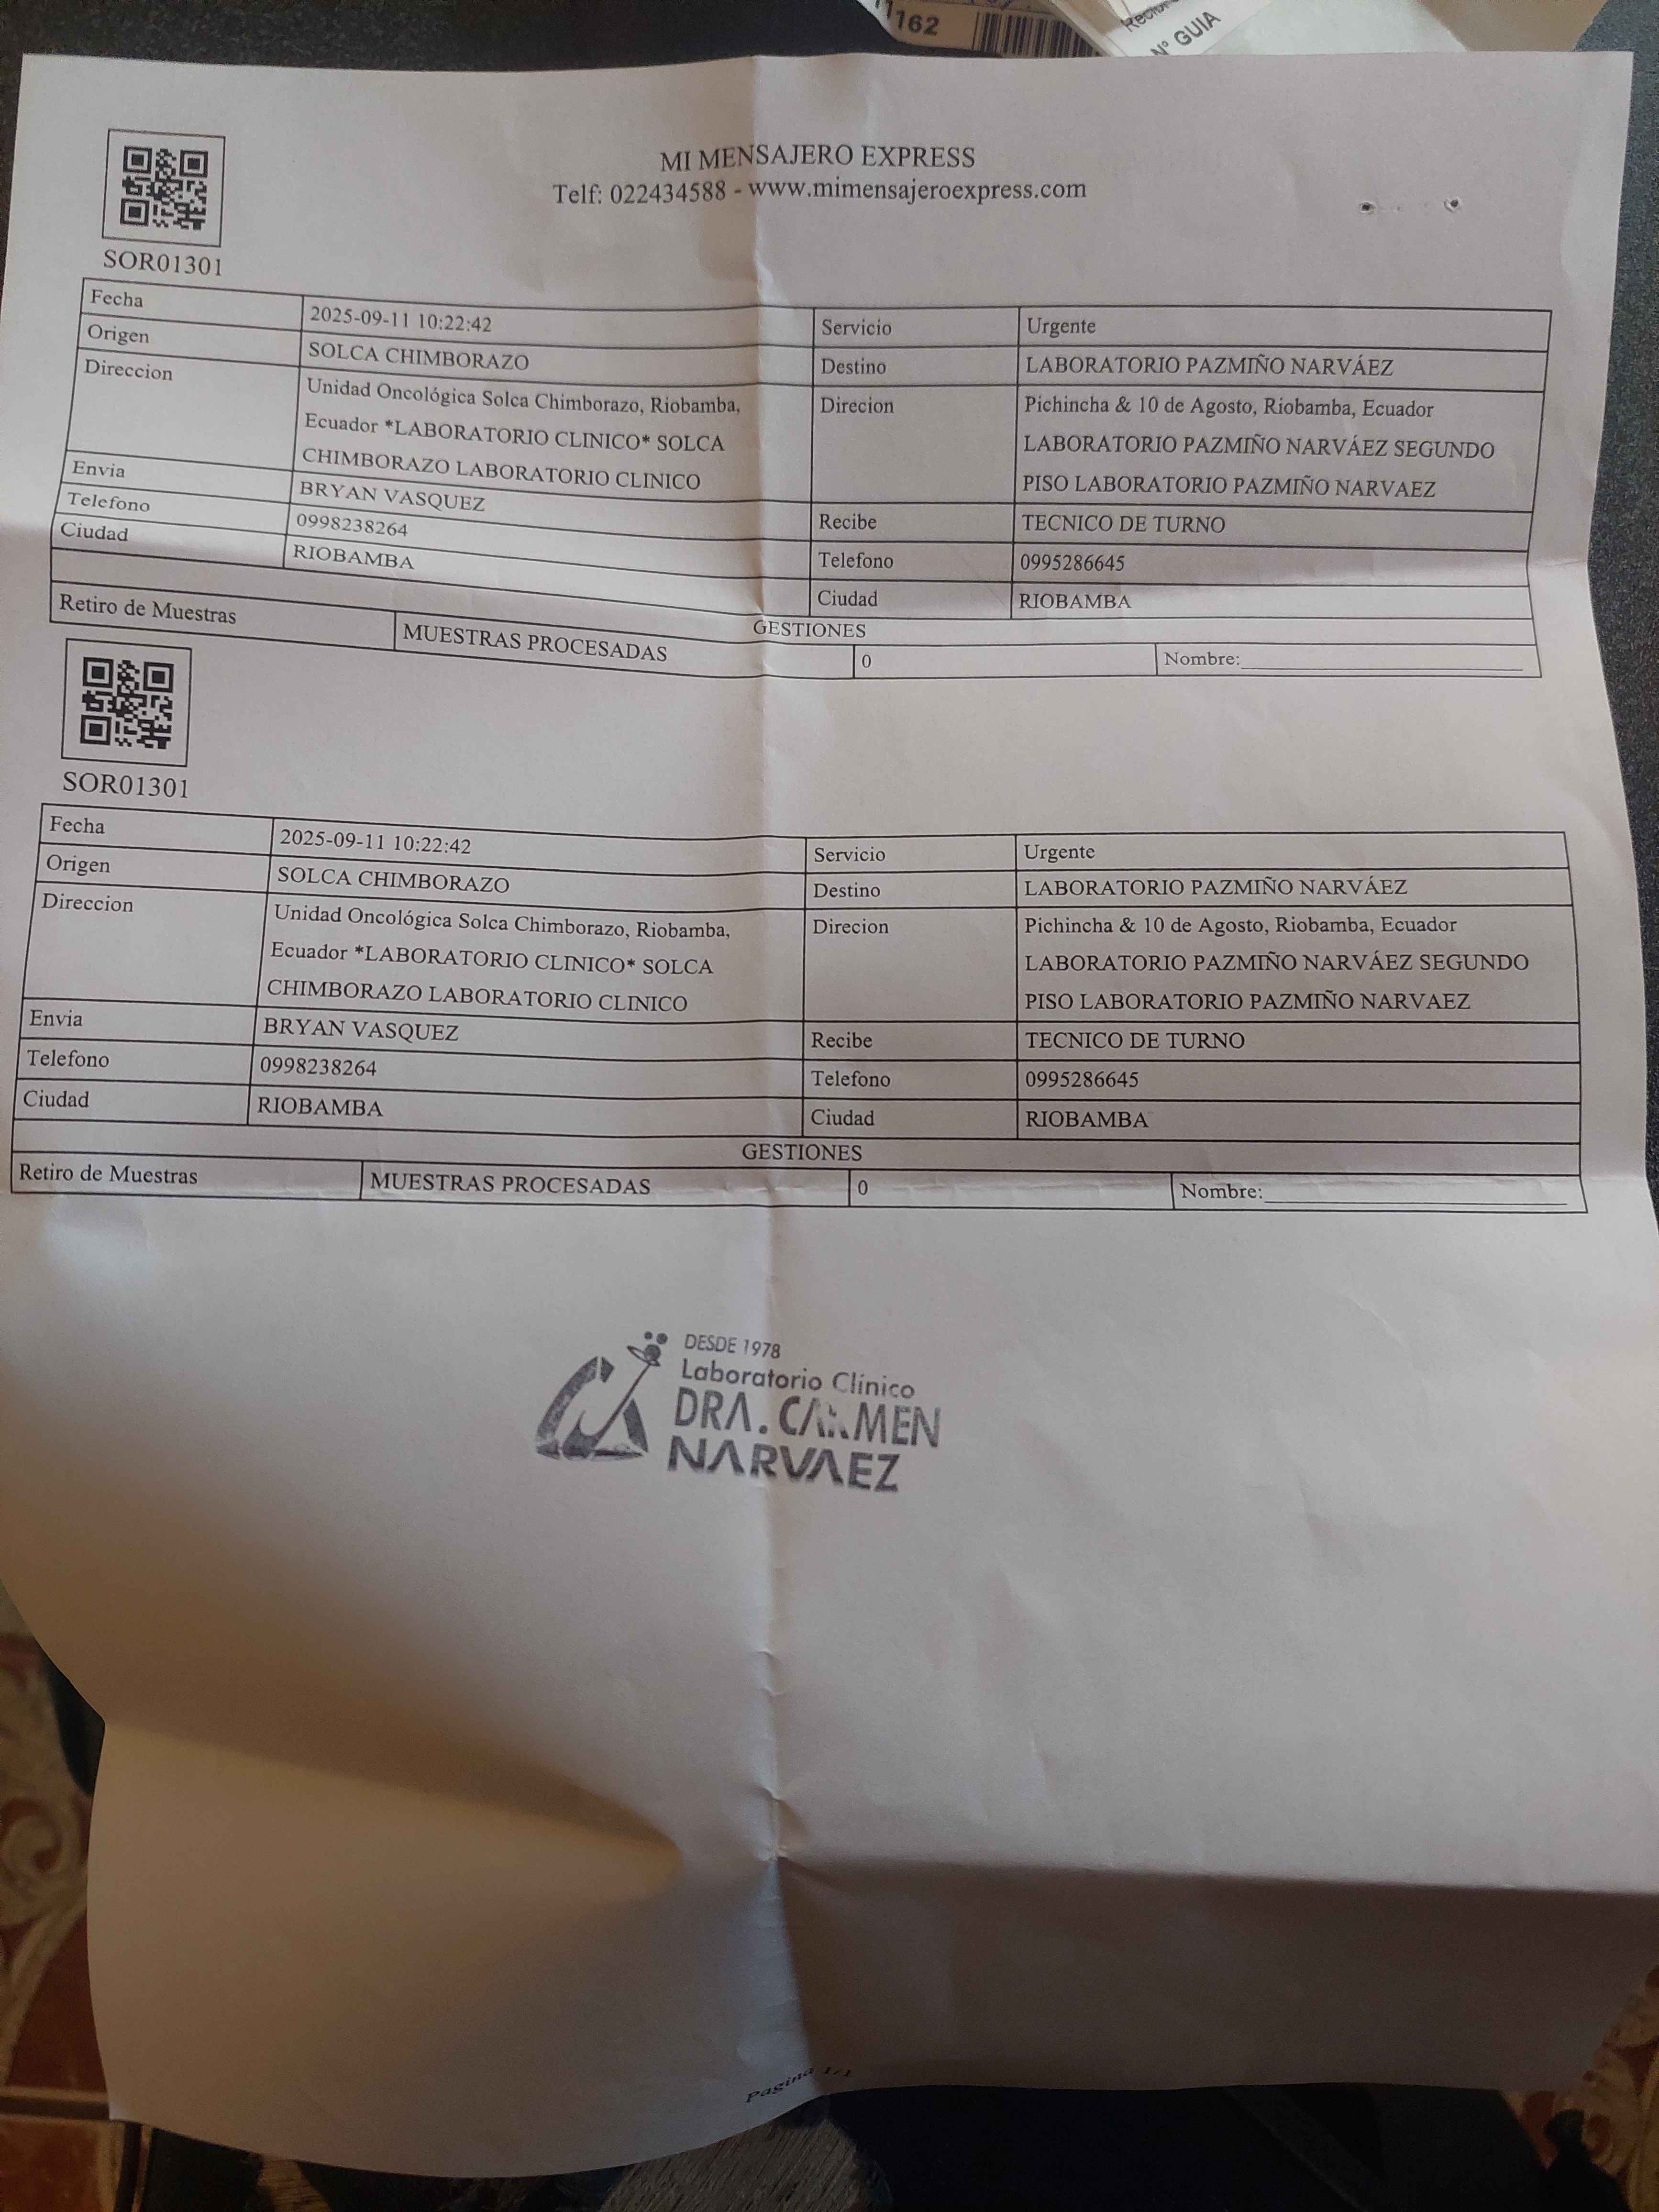 162
N° GUIA
MI MENSAJERO EXPRESS
Telf: 022434588 - www.mimensajeroexpress.com
SOR01301
Fecha 2025-09-11 10:22:42 Servicio Urgente
Origen SOLCA CHIMBORAZO Destino LABORATORIO PAZMIÑO NARVÁEZ
Direccion Unidad Oncológica Solca Chimborazo, Riobamba, Direcion Pichincha & 10 de Agosto, Riobamba, Ecuador
Ecuador *LABORATORIO CLINICO* SOLCA LABORATORIO PAZMIÑO NARVÁEZ SEGUNDO
CHIMBORAZO LABORATORIO CLINICO PISO LABORATORIO PAZMIÑO NARVAEZ
Envia BRYAN VASQUEZ Recibe TECNICO DE TURNO
Telefono 0998238264 Telefono 0995286645
Ciudad RIOBAMBA Ciudad RIOBAMBA
GESTIONES
Retiro de Muestras MUESTRAS PROCESADAS 0 Nombre:
SOR01301
Fecha 2025-09-11 10:22:42 Servicio Urgente
Origen SOLCA CHIMBORAZO Destino LABORATORIO PAZMIÑO NARVÁEZ
Direccion Unidad Oncológica Solca Chimborazo, Riobamba, Direcion Pichincha & 10 de Agosto, Riobamba, Ecuador
Ecuador *LABORATORIO CLINICO* SOLCA LABORATORIO PAZMIÑO NARVÁEZ SEGUNDO
CHIMBORAZO LABORATORIO CLINICO PISO LABORATORIO PAZMIÑO NARVAEZ
Envia BRYAN VASQUEZ Recibe TECNICO DE TURNO
Telefono 0998238264 Telefono 0995286645
Ciudad RIOBAMBA Ciudad RIOBAMBA
GESTIONES
Retiro de Muestras MUESTRAS PROCESADAS 0 Nombre:
DESDE 1978
Laboratorio Clínico
DRA. CARMEN
NARVAEZ
Pagina 1/1